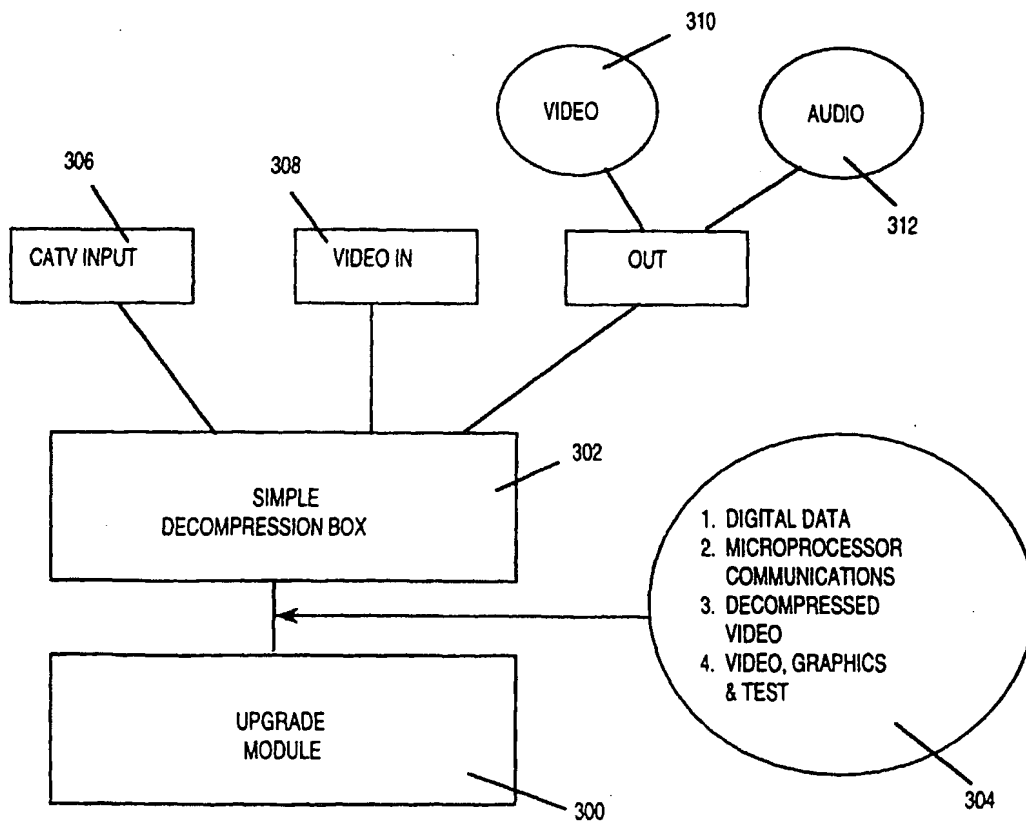 310
VIDEO
AUDIO
306
308
312
CATV INPUT
VIDEO IN
OUT
302
SIMPLE
DECOMPRESSION BOX
1. DIGITAL DATA
2. MICROPROCESSOR
COMMUNICATIONS
3. DECOMPRESSED
VIDEO
4. VIDEO, GRAPHICS
& TEST
UPGRADE
MODULE
304
300